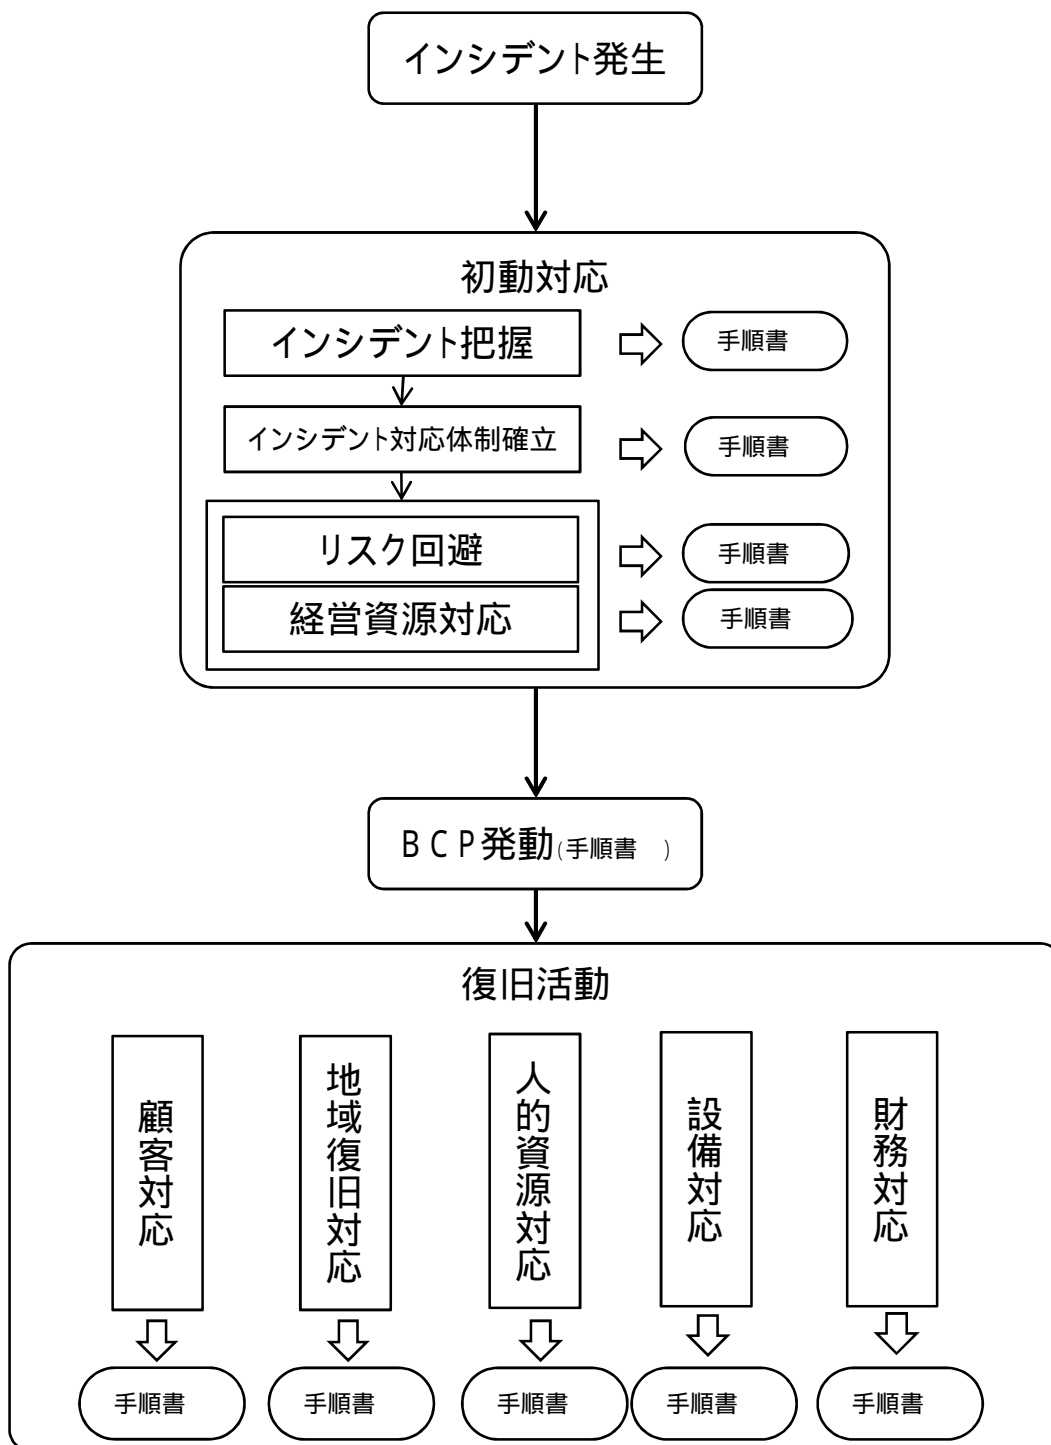 インシデント発生
初動対応
インシデント把握
手順書
インシデント対応体制確立
手順書
リスク回避
手順書
経営資源対応
手順書
ＢＣＰ発動(手順書　)
復旧活動
顧客対応
地域復旧対応
人的資源対応
設備対応
財務対応
手順書
手順書
手順書
手順書
手順書